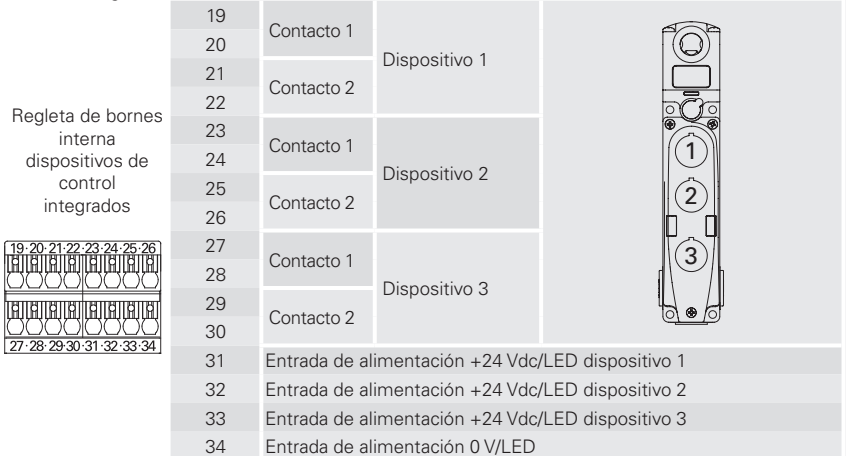 Regleta de bornes
interna
dispositivos de
control
integrados
19·20·21·22·23·24·25·26
27·28·29·30·31·32·33·34
19 Contacto 1 Dispositivo 1
20
21 Contacto 2
22
23 Contacto 1 Dispositivo 2
24
25 Contacto 2
26
27 Contacto 1 Dispositivo 3
28
29 Contacto 2
30
31 Entrada de alimentación +24 Vdc/LED dispositivo 1
32 Entrada de alimentación +24 Vdc/LED dispositivo 2
33 Entrada de alimentación +24 Vdc/LED dispositivo 3
34 Entrada de alimentación 0 V/LED
1
2
3